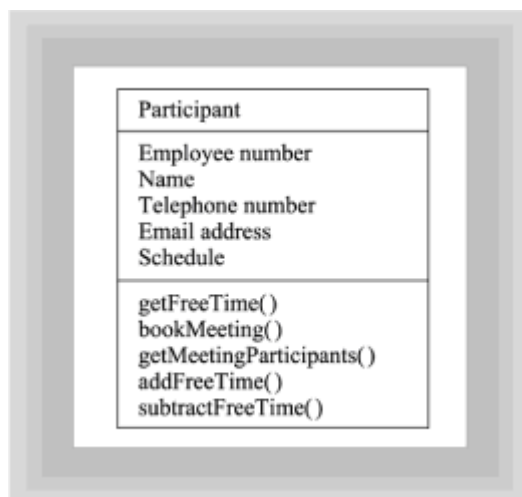 Participant
Employee number
Name
Telephone number
Email address
Schedule
getFreeTime()
bookMeeting()
getMeetingParticipants()
addFreeTime()
subtractFreeTime()